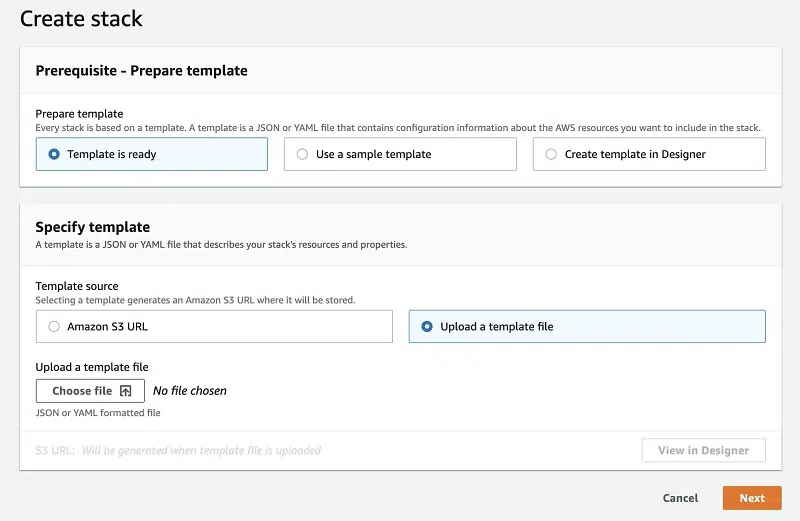 Create stack
Prerequisite - Prepare template
Prepare template
Every stack is based on a template. A template is a JSON or YAML file that contains configuration information about the AWS resources you want to include in the stack.
Template is ready
Use a sample template
Create template in Designer
Specify template
A template is a JSON or YAML file that describes your stack's resources and properties.
Template source
Selecting a template generates an Amazon S3 URL where it will be stored.
Amazon S3 URL
Upload a template file
Upload a template file
Choose file
No file chosen
JSON or YAML formatted file
S3 URL: Will be generated when template file is uploaded
View in Designer
Cancel
Next